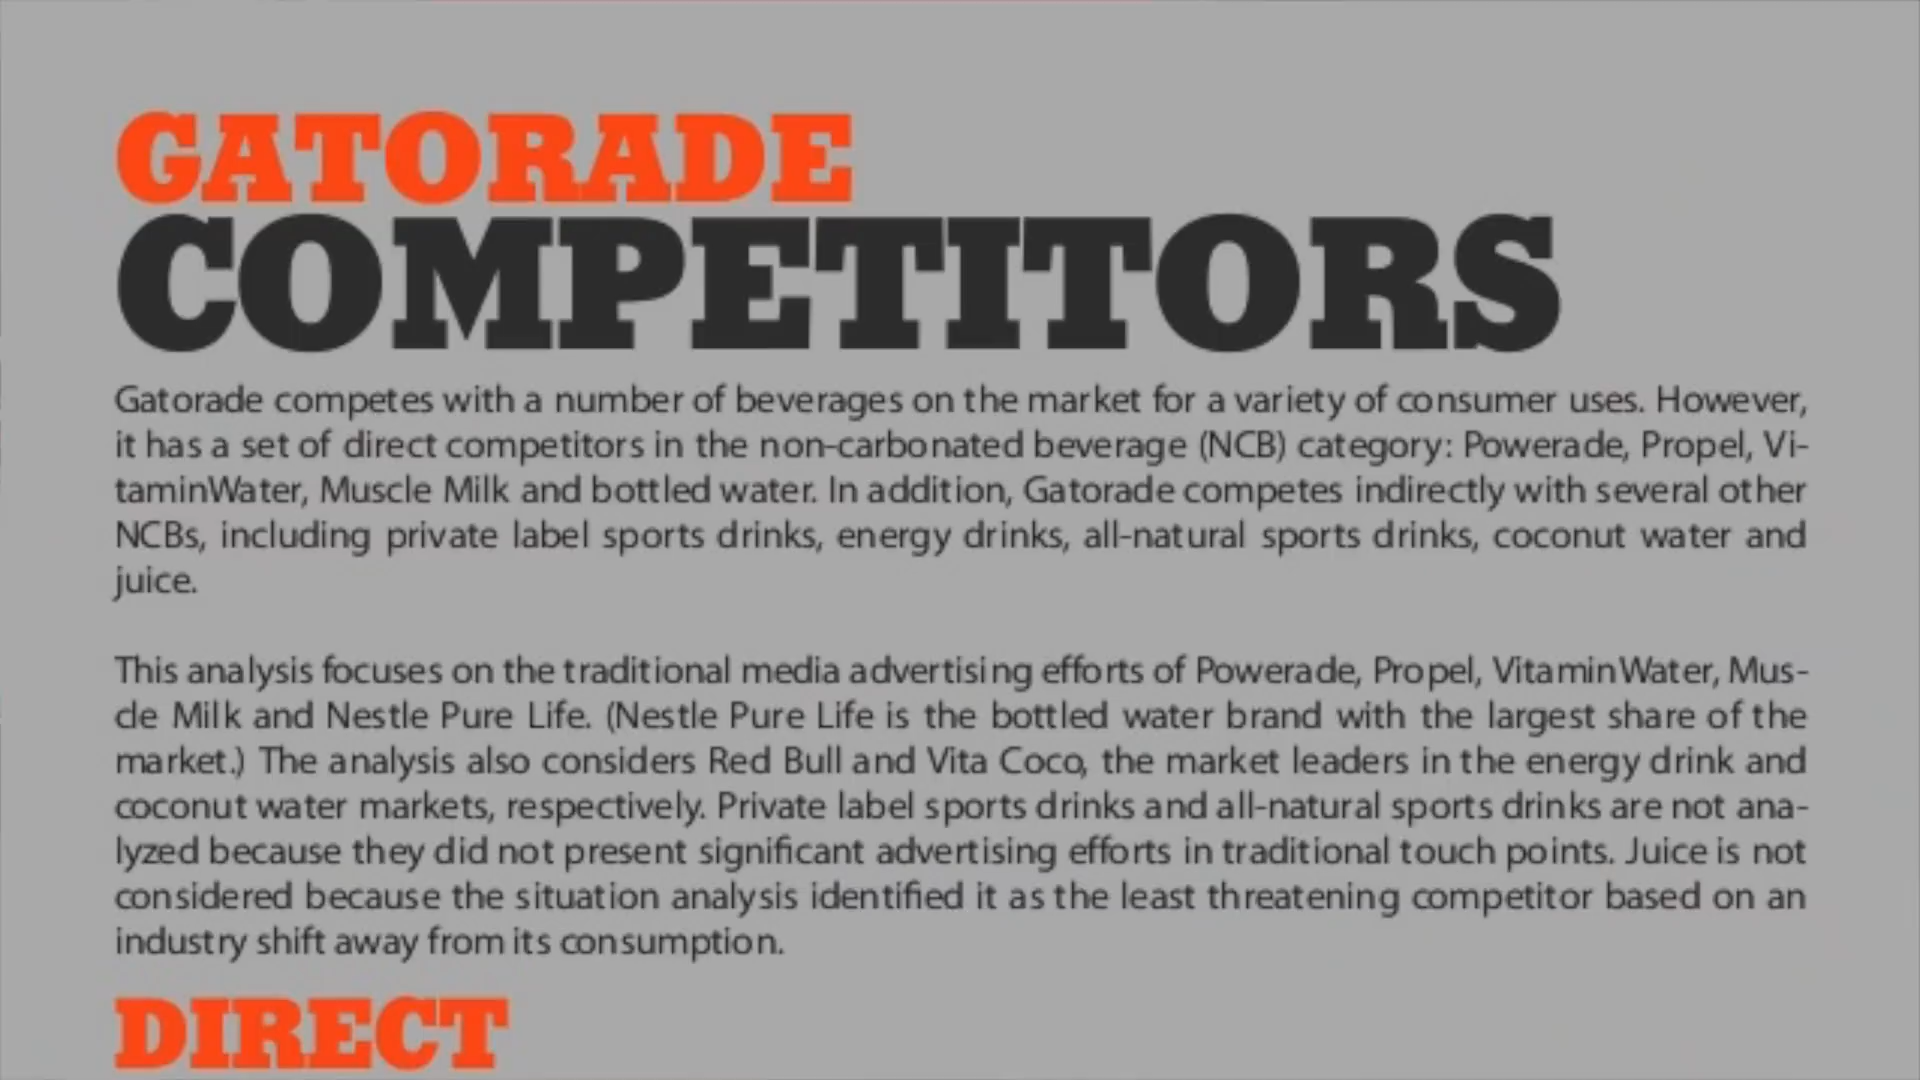 GATORADE
COMPETITORS
Gatorade competes with a number of beverages on the market for a variety of consumer uses. However,
it has a set of direct competitors in the non-carbonated beverage (NCB) category: Powerade, Propel, Vi-
taminWater, Muscle Milk and bottled water. In addition, Gatorade competes indirectly with several other
NCBs, including private label sports drinks, energy drinks, all-natural sports drinks, coconut water and
juice.
This analysis focuses on the traditional media advertising efforts of Powerade, Propel, VitaminWater, Mus-
cle Milk and Nestle Pure Life. (Nestle Pure Life is the bottled water brand with the largest share of the
market.) The analysis also considers Red Bull and Vita Coco, the market leaders in the energy drink and
coconut water markets, respectively. Private label sports drinks and all-natural sports drinks are not ana-
lyzed because they did not present significant advertising efforts in traditional touch points. Juice is not
considered because the situation analysis identified it as the least threatening competitor based on an
industry shift away from its consumption.
DIRECT